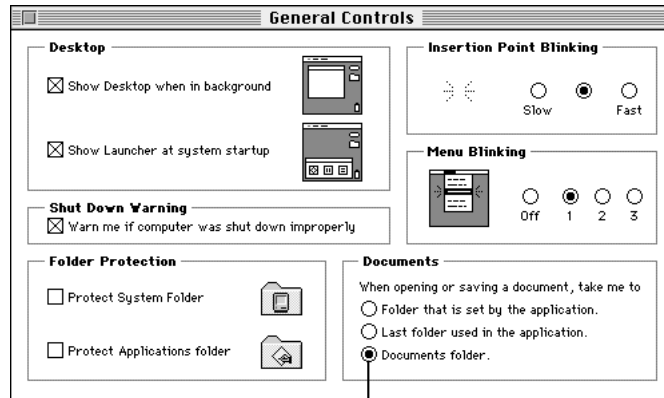 General Controls
Desktop
Show Desktop when in background
Show Launcher at system startup
Shut Down Warning
Warn me if computer was shut down improperly
Folder Protection
Protect System Folder
Protect Applications folder
Insertion Point Blinking
Slow
Fast
Menu Blinking
Off 1 2 3
Documents
When opening or saving a document, take me to
Folder that is set by the application.
Last folder used in the application.
Documents folder.